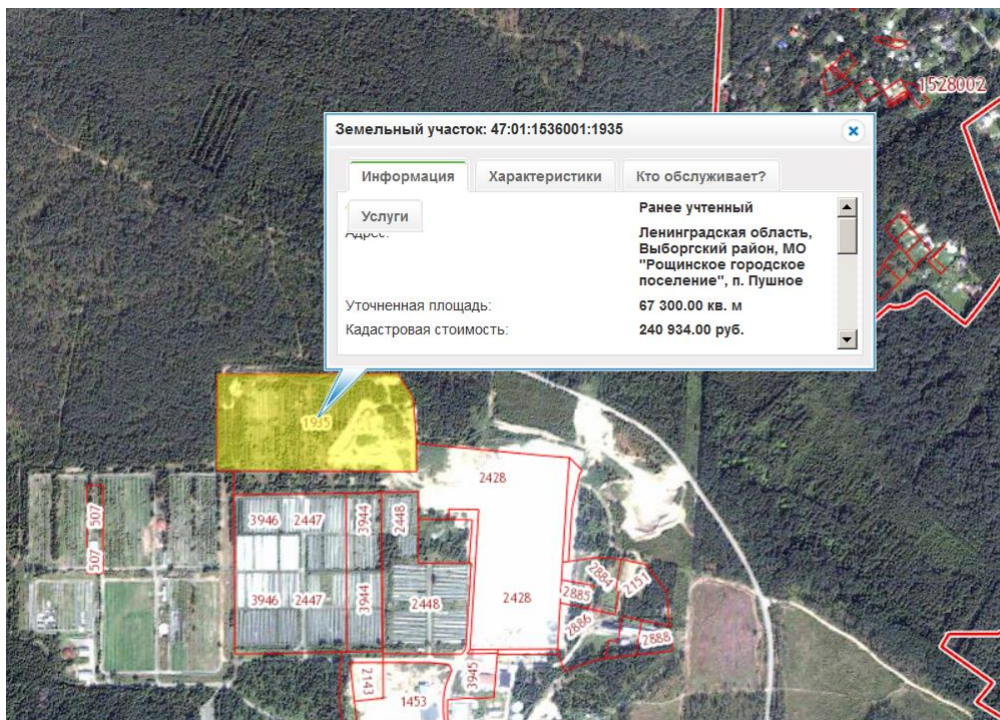 1528002
Земельный участок: 47:01:1536001:1935
Информация
Характеристики
Кто обслуживает?
Услуги
Ранее учтенный
Адрес:
Ленинградская область,
Выборгский район, МО
"Рощинское городское
поселение", п. Пушное
Уточненная площадь:
67 300.00 кв. м
Кадастровая стоимость:
240 934.00 руб.
1935
2428
507
3946
2447
3944
2448
507
3946
2447
3944
2448
2428
2884
2151
2885
2886
2888
2143
1453
3945